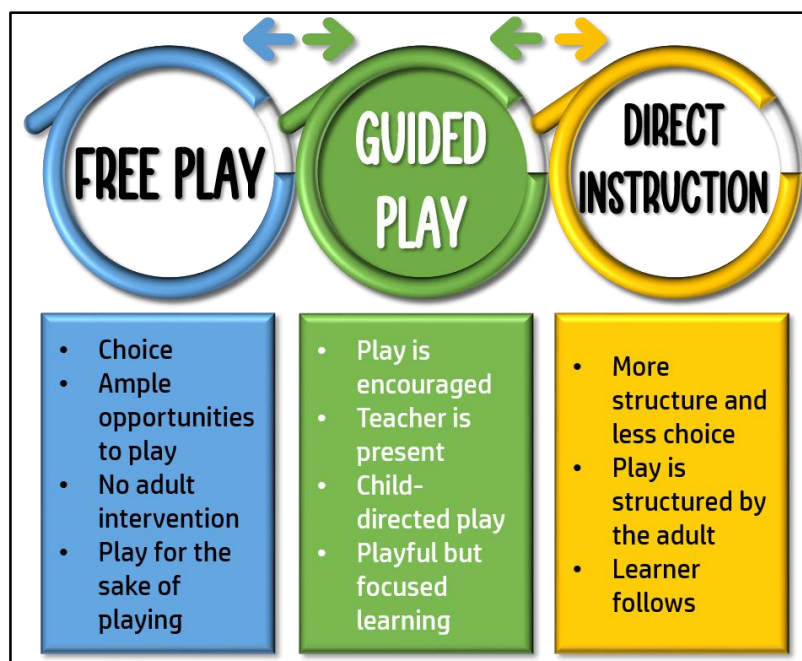 FREE PLAY
GUIDED
PLAY
DIRECT
INSTRUCTION
• Choice
• Ample
opportunities
to play
• No adult
intervention
• Play for the
sake of
playing
• Play is
encouraged
• Teacher is
present
• Child-
directed play
• Playful but
focused
learning
• More
structure and
less choice
• Play is
structured by
the adult
• Learner
follows